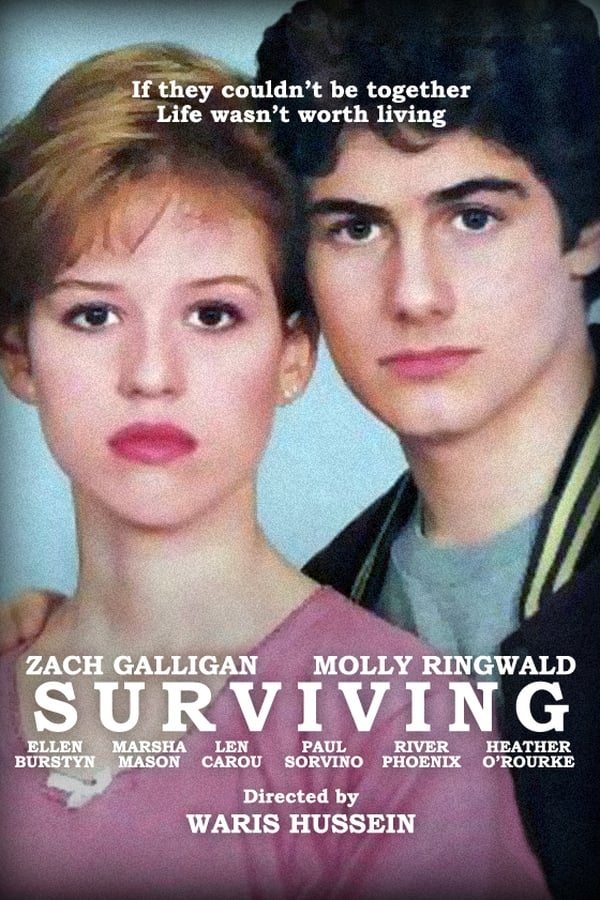 If they couldn't be together
Life wasn't worth living
ZACH GALLIGAN MOLLY RINGWALD
SURVIVING
ELLEN BURSTYN MARSHA MASON LEN CAROU PAUL SORVINO RIVER PHOENIX HEATHER O'ROURKE
Directed by
WARIS HUSSEIN